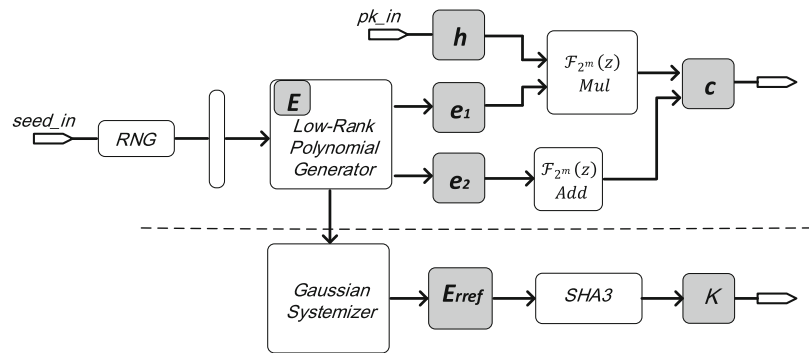 pk_in
h
seed_in
RNG
E
Low-Rank
Polynomial
Generator
e1
e2
ℱ2ᵐ(z)
Mul
ℱ2ᵐ(z)
Add
c
Gaussian
Systemizer
Erref
SHA3
K